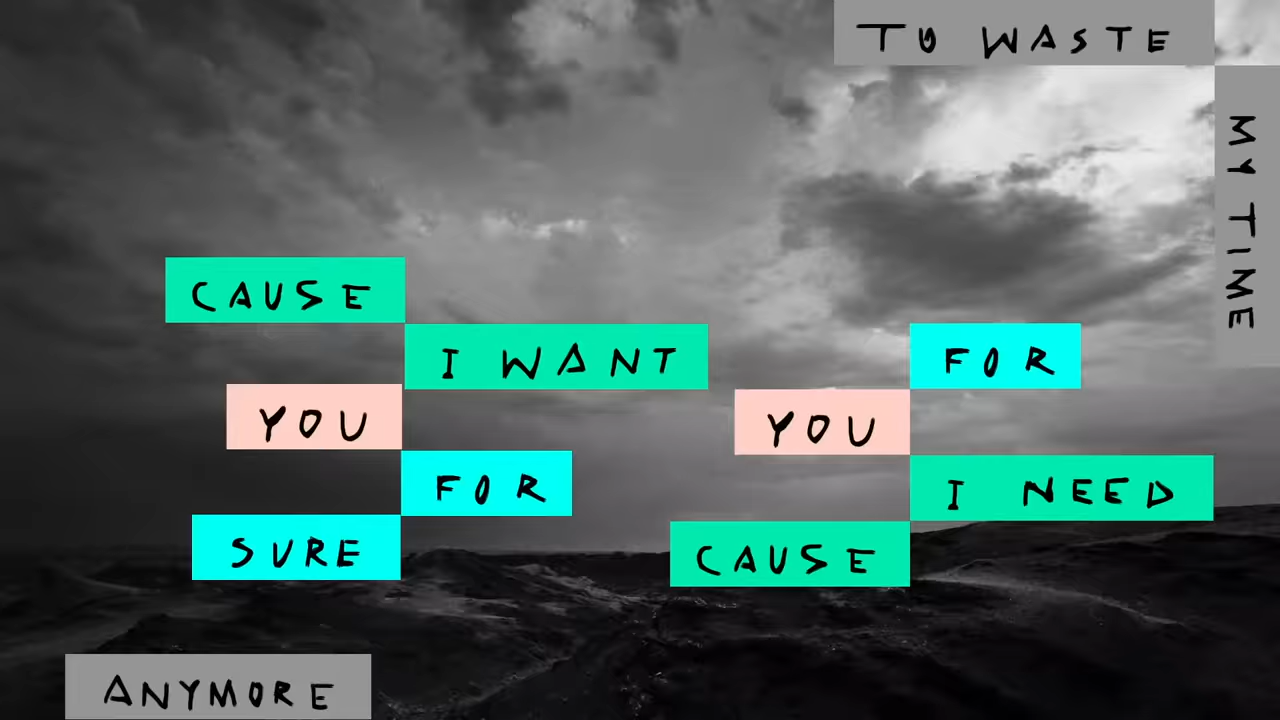 TO WASTE
MY TIME
CAUSE
I WANT
YOU
FOR
SURE
FOR
YOU
I NEED
CAUSE
ANYMORE